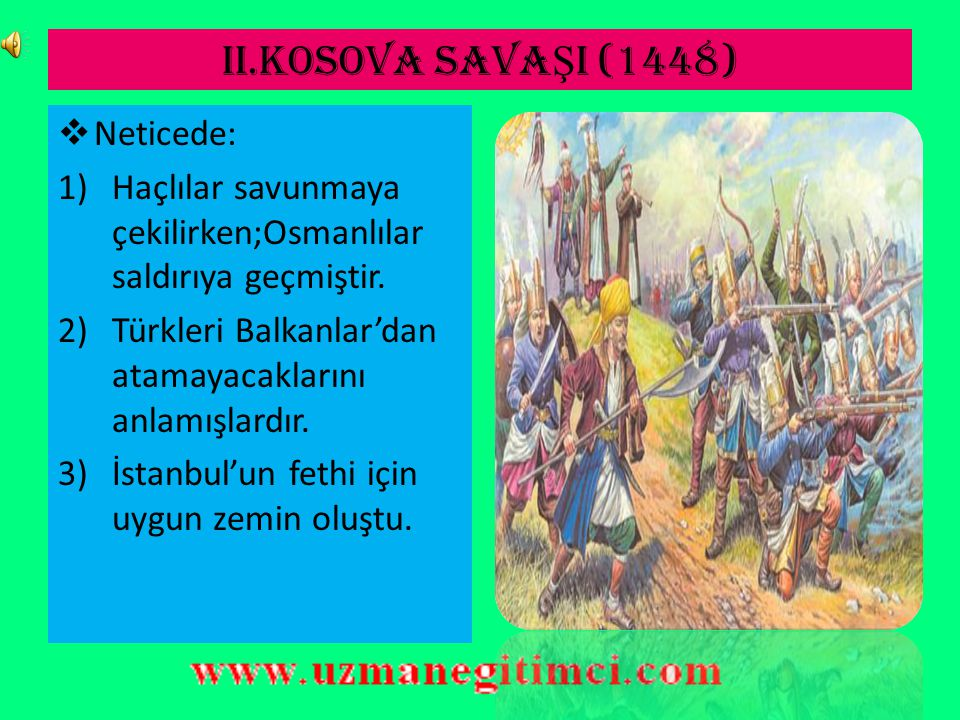 II.KOSOVA SAVAŞI (1448)
❖ Neticede:
1) Haçlılar savunmaya
çekilirken;Osmanlılar
saldırıya geçmiştir.
2) Türkleri Balkanlar’dan
atamayacaklarını
anlamışlardır.
3) İstanbul’un fethi için
uygun zemin oluştu.
www.uzmanegitimci.com